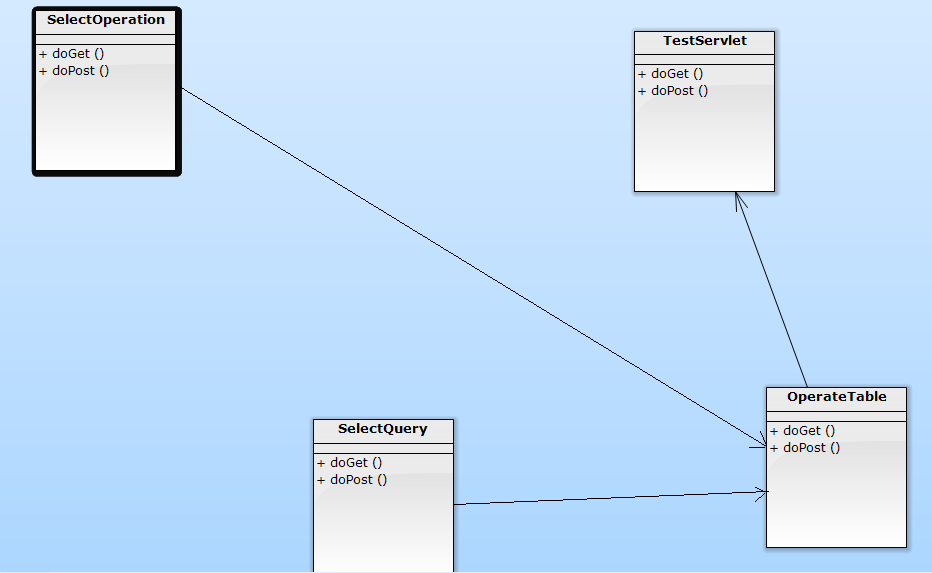 SelectOperation
+ doGet ()
+ doPost ()
TestServlet
+ doGet ()
+ doPost ()
OperateTable
+ doGet ()
+ doPost ()
SelectQuery
+ doGet ()
+ doPost ()